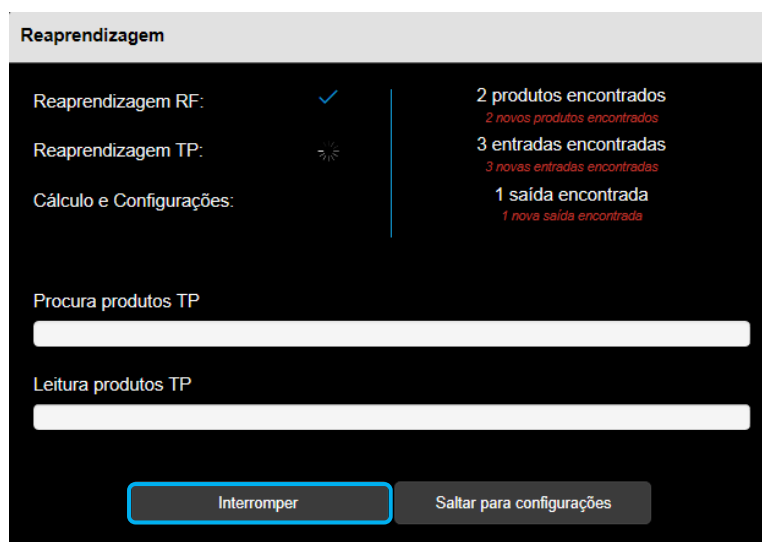 Reaprendizagem
Reaprendizagem RF:
2 produtos encontrados
2 novos produtos encontrados
Reaprendizagem TP:
3 entradas encontradas
3 novas entradas encontradas
Cálculo e Configurações:
1 saída encontrada
1 nova saída encontrada
Procura produtos TP
Leitura produtos TP
Interromper
Saltar para configurações